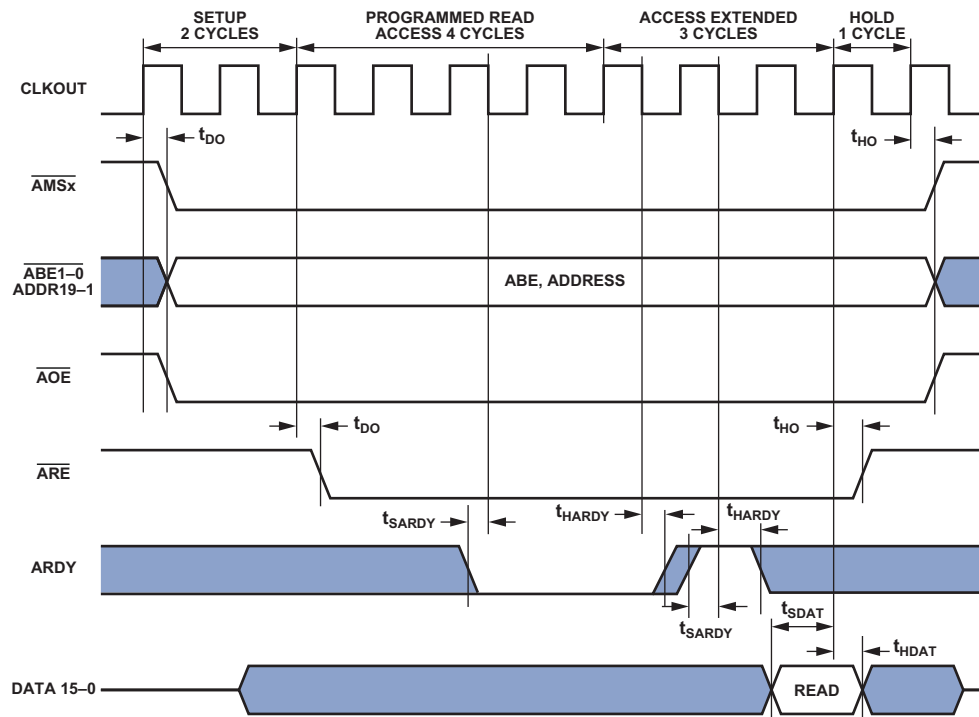 SETUP
2 CYCLES
PROGRAMMED READ
ACCESS 4 CYCLES
ACCESS EXTENDED
3 CYCLES
HOLD
1 CYCLE
CLKOUT
tDO
tHO
AMSx
ABE1–0
ADDR19–1
ABE, ADDRESS
AOE
tDO
tHO
ARE
tSARDY
tHARDY
tHARDY
ARDY
tSARDY
tSDAT
tHDAT
DATA 15–0
READ